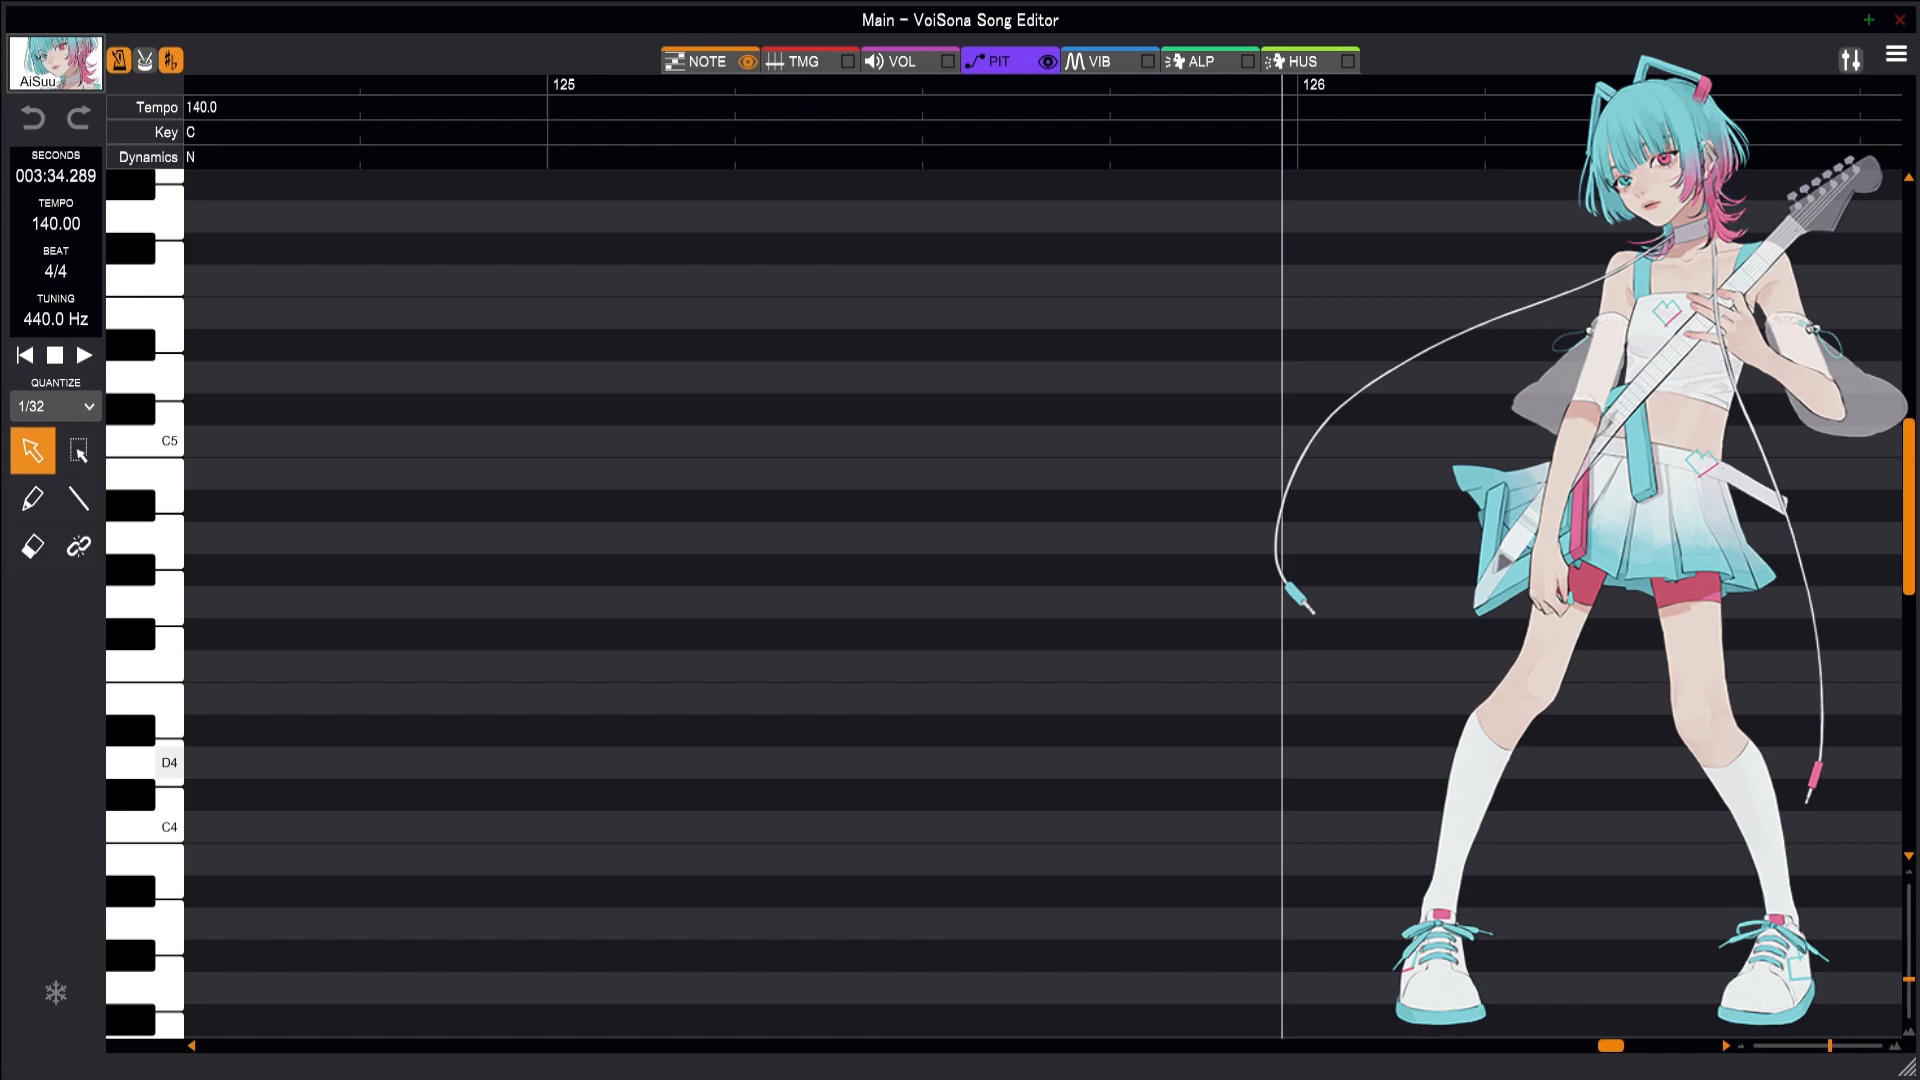 Main – VoiSona Song Editor
AiSuu
NOTE TMG VOL PIT VIB ALP HUS
125 126
Tempo 140.0
Key C
Dynamics N
SECONDS
003:34.289
TEMPO
140.00
BEAT
4/4
TUNING
440.0 Hz
QUANTIZE
1/32
C5
D4
C4